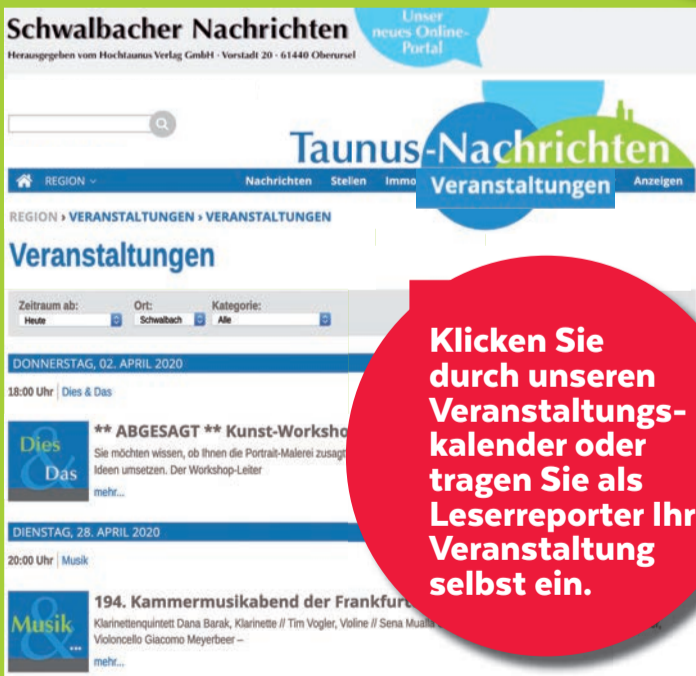 Schwalbacher Nachrichten
Herausgegeben vom Hochtaunus Verlag GmbH · Vorstadt 20 · 61440 Oberursel
Unser
neues Online-
Portal
Taunus-Nachrichten
REGION
Nachrichten Stellen Immo Veranstaltungen Anzeigen
REGION › VERANSTALTUNGEN › VERANSTALTUNGEN
Veranstaltungen
Zeitraum ab: Ort: Kategorie:
Heute Schwalbach Alle
DONNERSTAG, 02. APRIL 2020
18:00 Uhr | Dies & Das
Dies
&
Das
** ABGESAGT ** Kunst-Worksho
Sie möchten wissen, ob Ihnen die Portrait-Malerei zusagt
Ideen umsetzen. Der Workshop-Leiter
mehr...
DIENSTAG, 28. APRIL 2020
20:00 Uhr | Musik
Musik
&
...
194. Kammermusikabend der Frankfurt
Klarinettenquintett Dana Barak, Klarinette // Tim Vogler, Violine // Sena Mualla
Violoncello Giacomo Meyerbeer –
mehr...
Klicken Sie
durch unseren
Veranstaltungs-
kalender oder
tragen Sie als
Leserreporter Ihre
Veranstaltung
selbst ein.